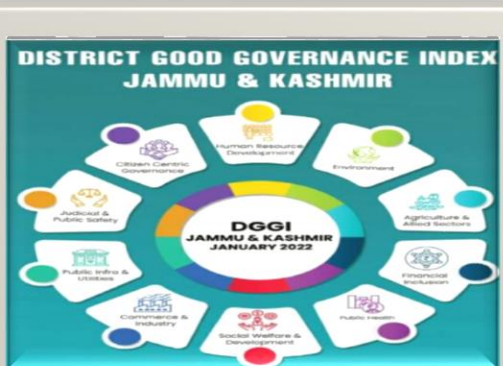 DISTRICT GOOD GOVERNANCE INDEX
JAMMU & KASHMIR
Human Resource
Development
Citizen Centric
Governance
Environment
Judicial &
Public Safety
Agriculture &
Allied Sectors
DGGI
JAMMU & KASHMIR
JANUARY 2022
Public Infra &
Utilities
Financial
Inclusion
Commerce &
Industry
Public Health
Social Welfare &
Development